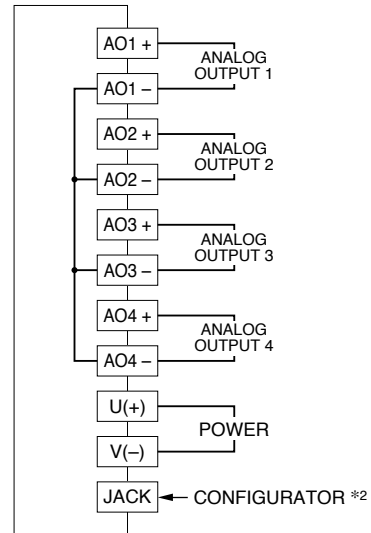 AO1 +
ANALOG
OUTPUT 1
AO1 –
AO2 +
ANALOG
OUTPUT 2
AO2 –
AO3 +
ANALOG
OUTPUT 3
AO3 –
AO4 +
ANALOG
OUTPUT 4
AO4 –
U(+)
POWER
V(–)
JACK
CONFIGURATOR *2